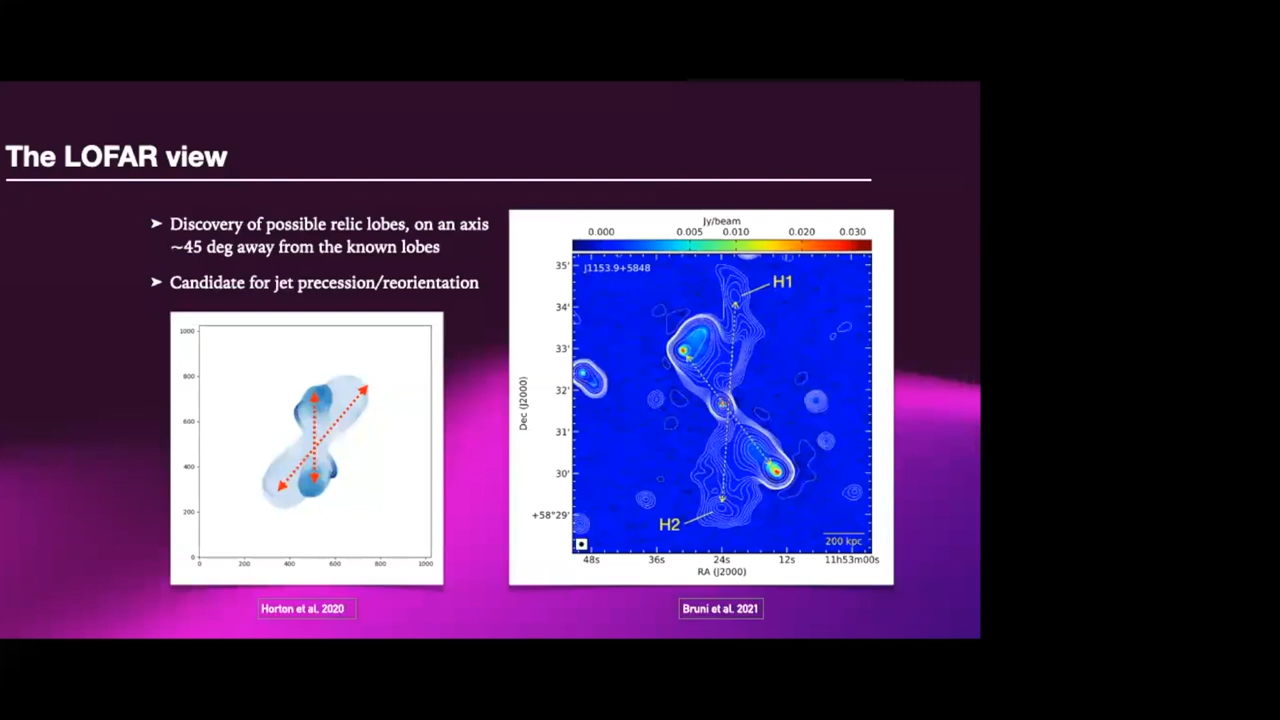 The LOFAR view
➤ Discovery of possible relic lobes, on an axis
~45 deg away from the known lobes
➤ Candidate for jet precession/reorientation
1000
800
600
400
200
0
0 200 400 600 800 1000
Horton et al. 2020
Jy/beam
0.000 0.005 0.010 0.020 0.030
J1153.9+5848
H1
H2
200 kpc
35'
34'
33'
32'
31'
30'
+58°29'
Dec (J2000)
48s 36s 24s 12s 11h53m00s
RA (J2000)
Bruni et al. 2021